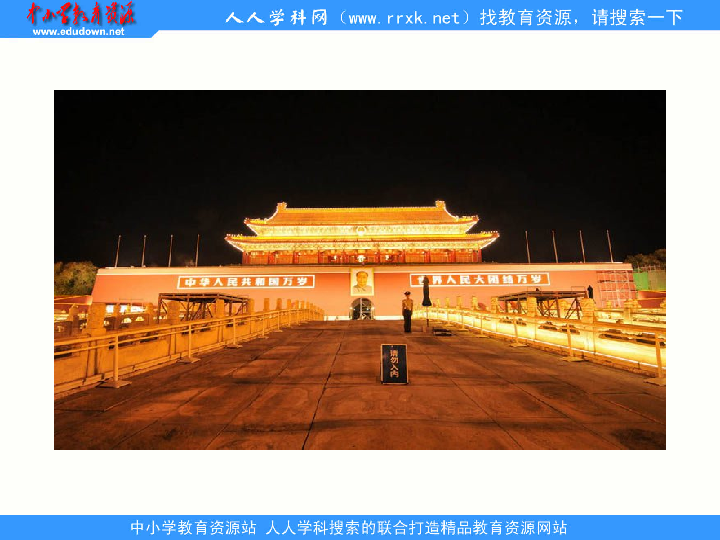 中小学教育资源
www.edudown.net
人人学科网（www.rrxk.net）找教育资源，请搜索一下
中华人民共和国万岁
世界人民大团结万岁
请勿入内
中小学教育资源站 人人学科搜索的联合打造精品教育资源网站